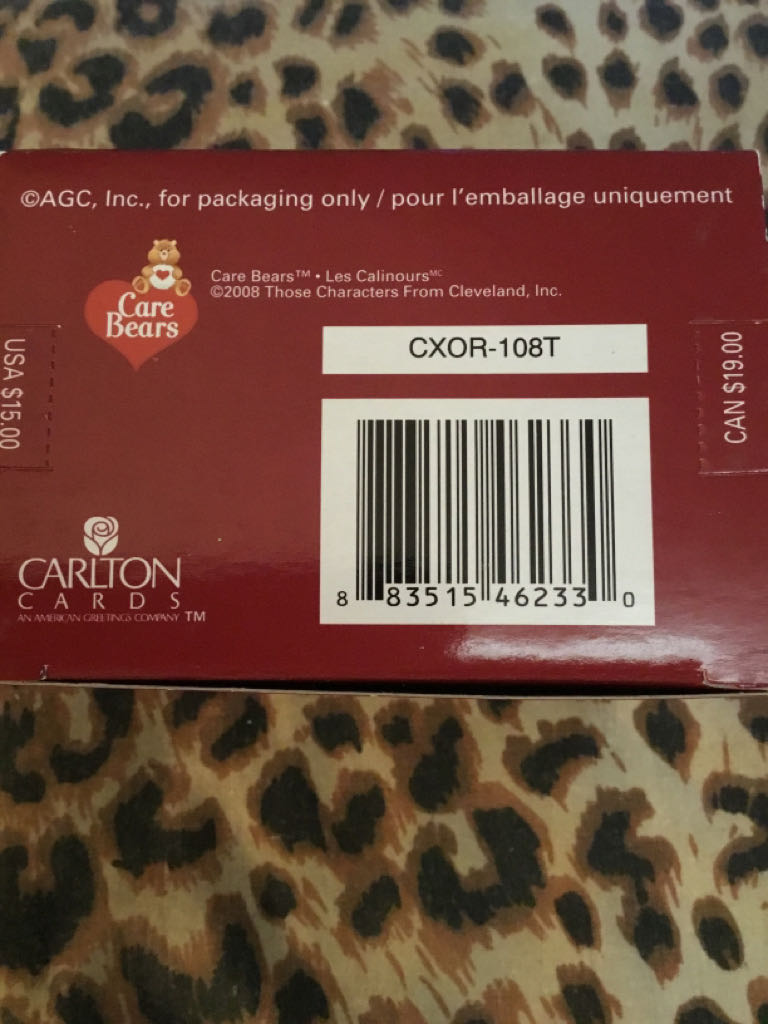 ©AGC, Inc., for packaging only / pour l'emballage uniquement
Care Bears™ • Les CalinoursMC
©2008 Those Characters From Cleveland, Inc.
Care
Bears
CXOR-108T
USA $15.00
CAN $19.00
CARLTON
CARDS
AN AMERICAN GREETINGS COMPANY TM
8 83515 46233 0